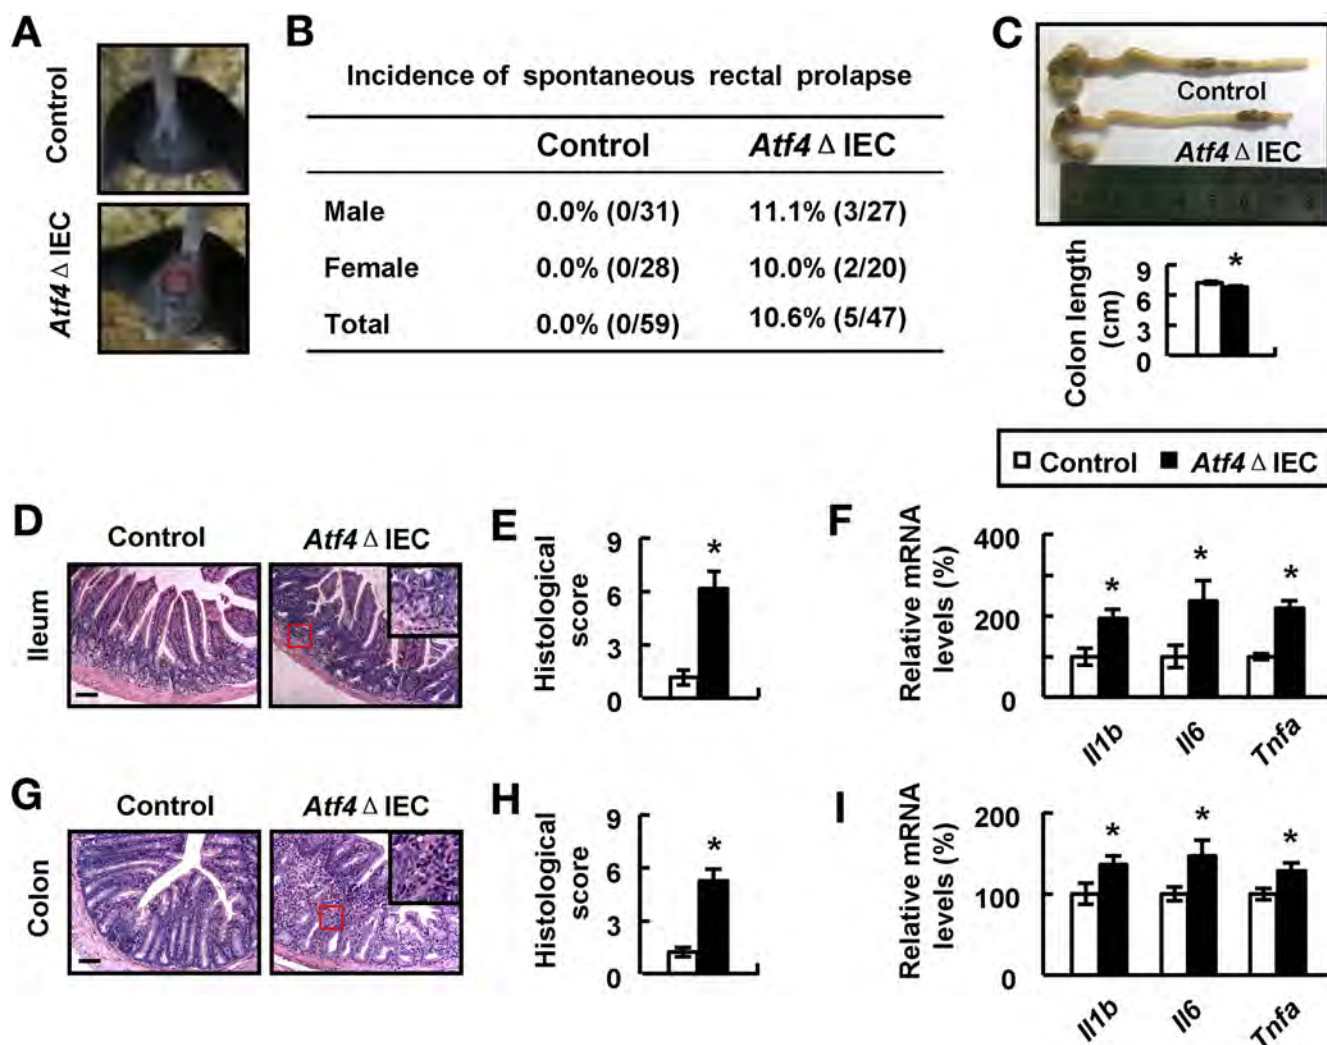 A
Control
Atf4 Δ IEC
B
Incidence of spontaneous rectal prolapse
Control Atf4 Δ IEC
Male 0.0% (0/31) 11.1% (3/27)
Female 0.0% (0/28) 10.0% (2/20)
Total 0.0% (0/59) 10.6% (5/47)
C
Control
Atf4 Δ IEC
Colon length
(cm)
9
6
3
0
*
Control Atf4 Δ IEC
D
Control Atf4 Δ IEC
Ileum
E
Histological
score
9
6
3
0
*
F
Relative mRNA
levels (%)
400
200
0
* * *
Il1b Il6 Tnfa
G
Control Atf4 Δ IEC
Colon
H
Histological
score
9
6
3
0
*
I
Relative mRNA
levels (%)
200
100
0
* * *
Il1b Il6 Tnfa